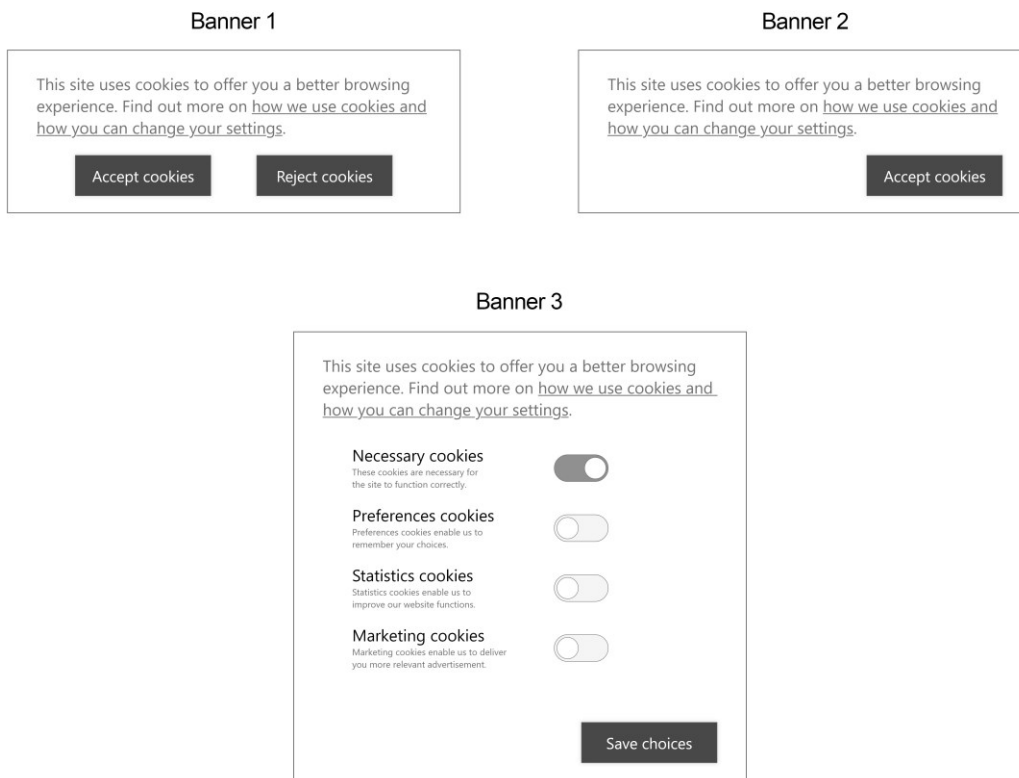 Banner 1
This site uses cookies to offer you a better browsing
experience. Find out more on how we use cookies and
how you can change your settings.
Accept cookies
Reject cookies
Banner 2
This site uses cookies to offer you a better browsing
experience. Find out more on how we use cookies and
how you can change your settings.
Accept cookies
Banner 3
This site uses cookies to offer you a better browsing
experience. Find out more on how we use cookies and
how you can change your settings.
Necessary cookies
These cookies are necessary for
the site to function correctly.
Preferences cookies
Preferences cookies enable us to
remember your choices.
Statistics cookies
Statistics cookies enable us to
improve our website functions.
Marketing cookies
Marketing cookies enable us to deliver
you more relevant advertisement.
Save choices